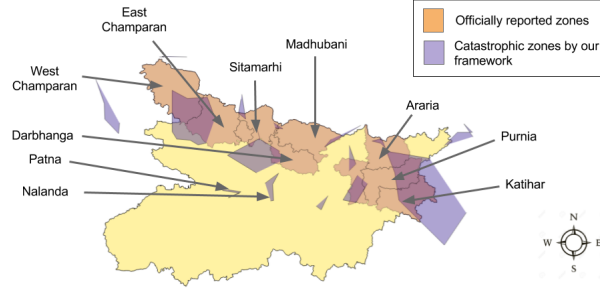 East
Champaran
Madhubani
Sitamarhi
West
Champaran
Officially reported zones
Catastrophic zones by our
framework
Araria
Darbhanga
Purnia
Patna
Katihar
Nalanda
N
W
E
S